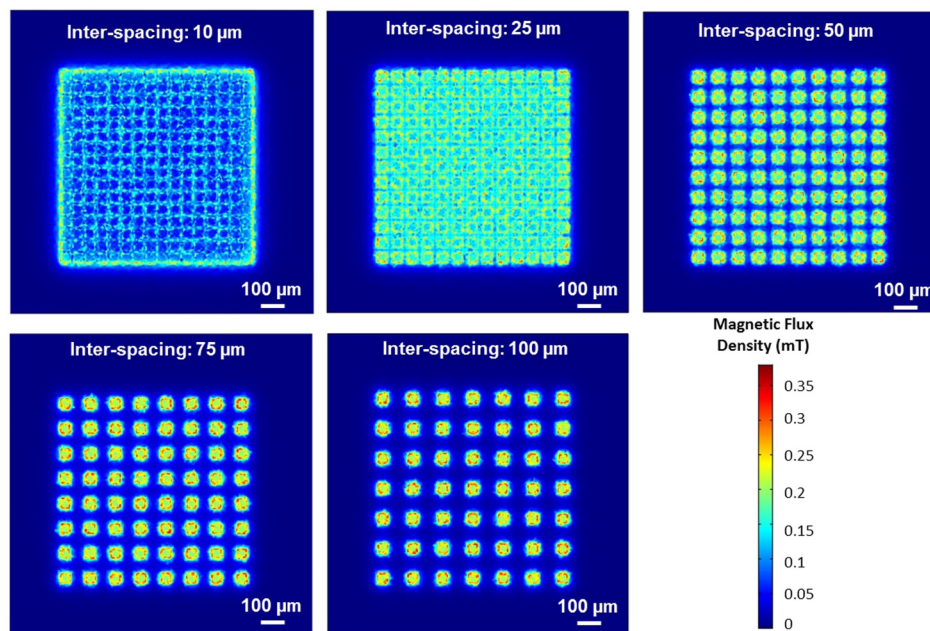 Inter-spacing: 10 µm
100 µm
Inter-spacing: 25 µm
100 µm
Inter-spacing: 50 µm
100 µm
Inter-spacing: 75 µm
100 µm
Inter-spacing: 100 µm
100 µm
Magnetic Flux
Density (mT)
0.35
0.3
0.25
0.2
0.15
0.1
0.05
0